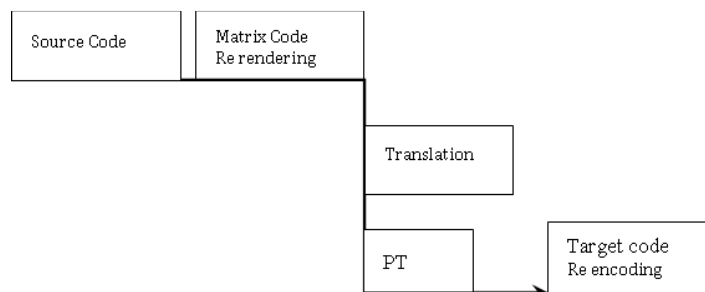 Source Code
Matrix Code
Re rendering
Translation
PT
Target code
Re encoding